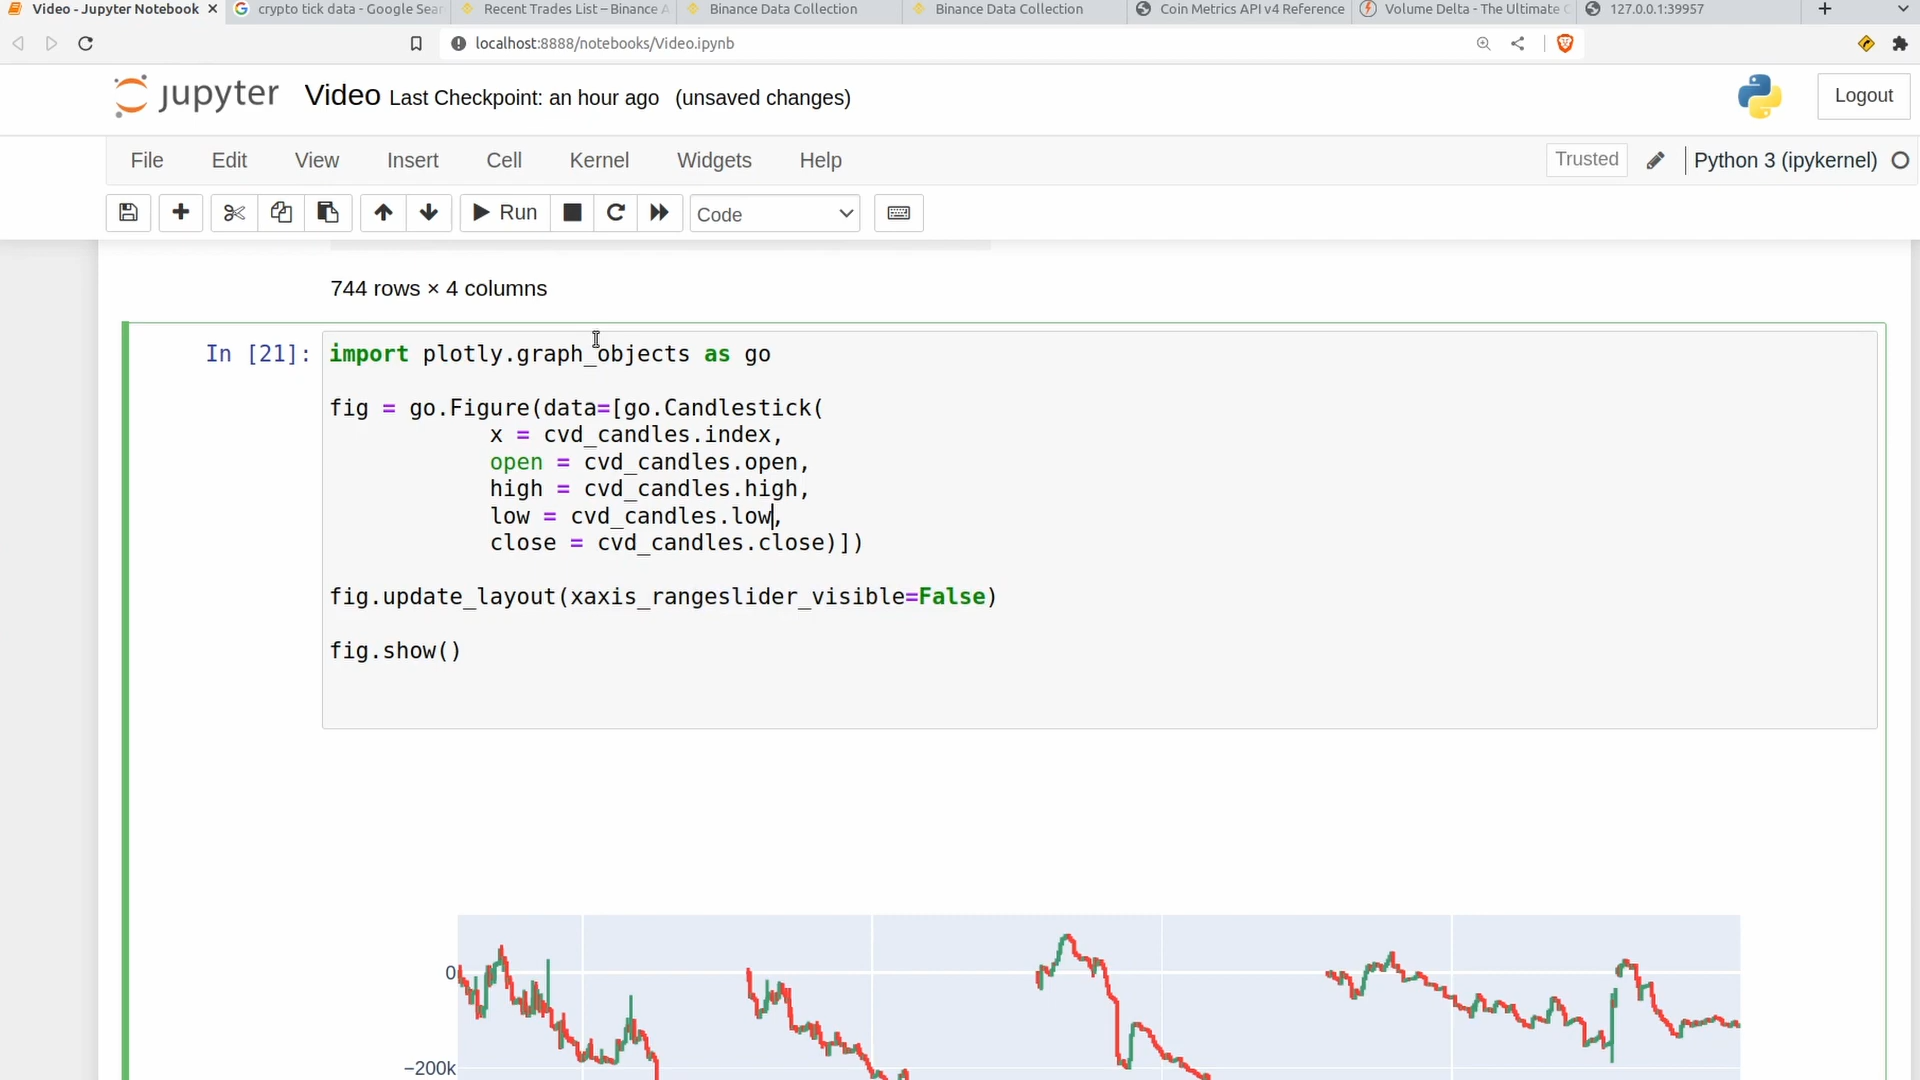 Video - Jupyter Notebook
crypto tick data - Google Sear
Recent Trades List – Binance A
Binance Data Collection
Binance Data Collection
Coin Metrics API v4 Reference
Volume Delta - The Ultimate C
127.0.0.1:39957
localhost:8888/notebooks/Video.ipynb
jupyter Video Last Checkpoint: an hour ago (unsaved changes)
Logout
File Edit View Insert Cell Kernel Widgets Help
Trusted
Python 3 (ipykernel)
Run
Code
744 rows × 4 columns
In [21]:
import plotly.graph_objects as go
fig = go.Figure(data=[go.Candlestick(
x = cvd_candles.index,
open = cvd_candles.open,
high = cvd_candles.high,
low = cvd_candles.low,
close = cvd_candles.close)])
fig.update_layout(xaxis_rangeslider_visible=False)
fig.show()
0
−200k